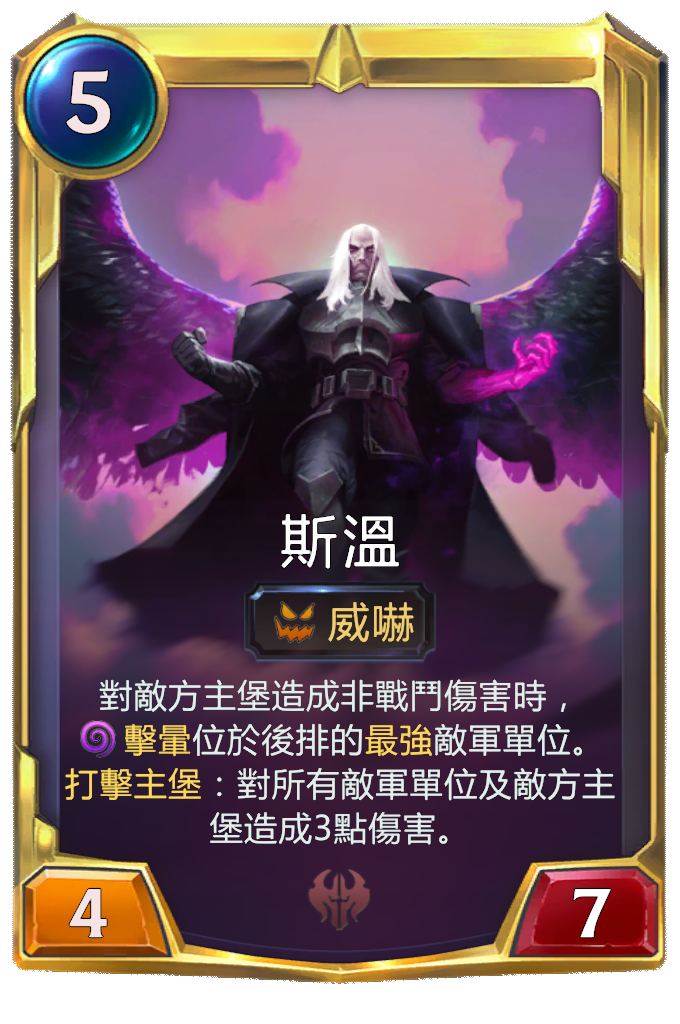 5
斯溫
威嚇
對敵方主堡造成非戰鬥傷害時，
擊暈位於後排的最強敵軍單位。
打擊主堡：對所有敵軍單位及敵方主
堡造成3點傷害。
4
7